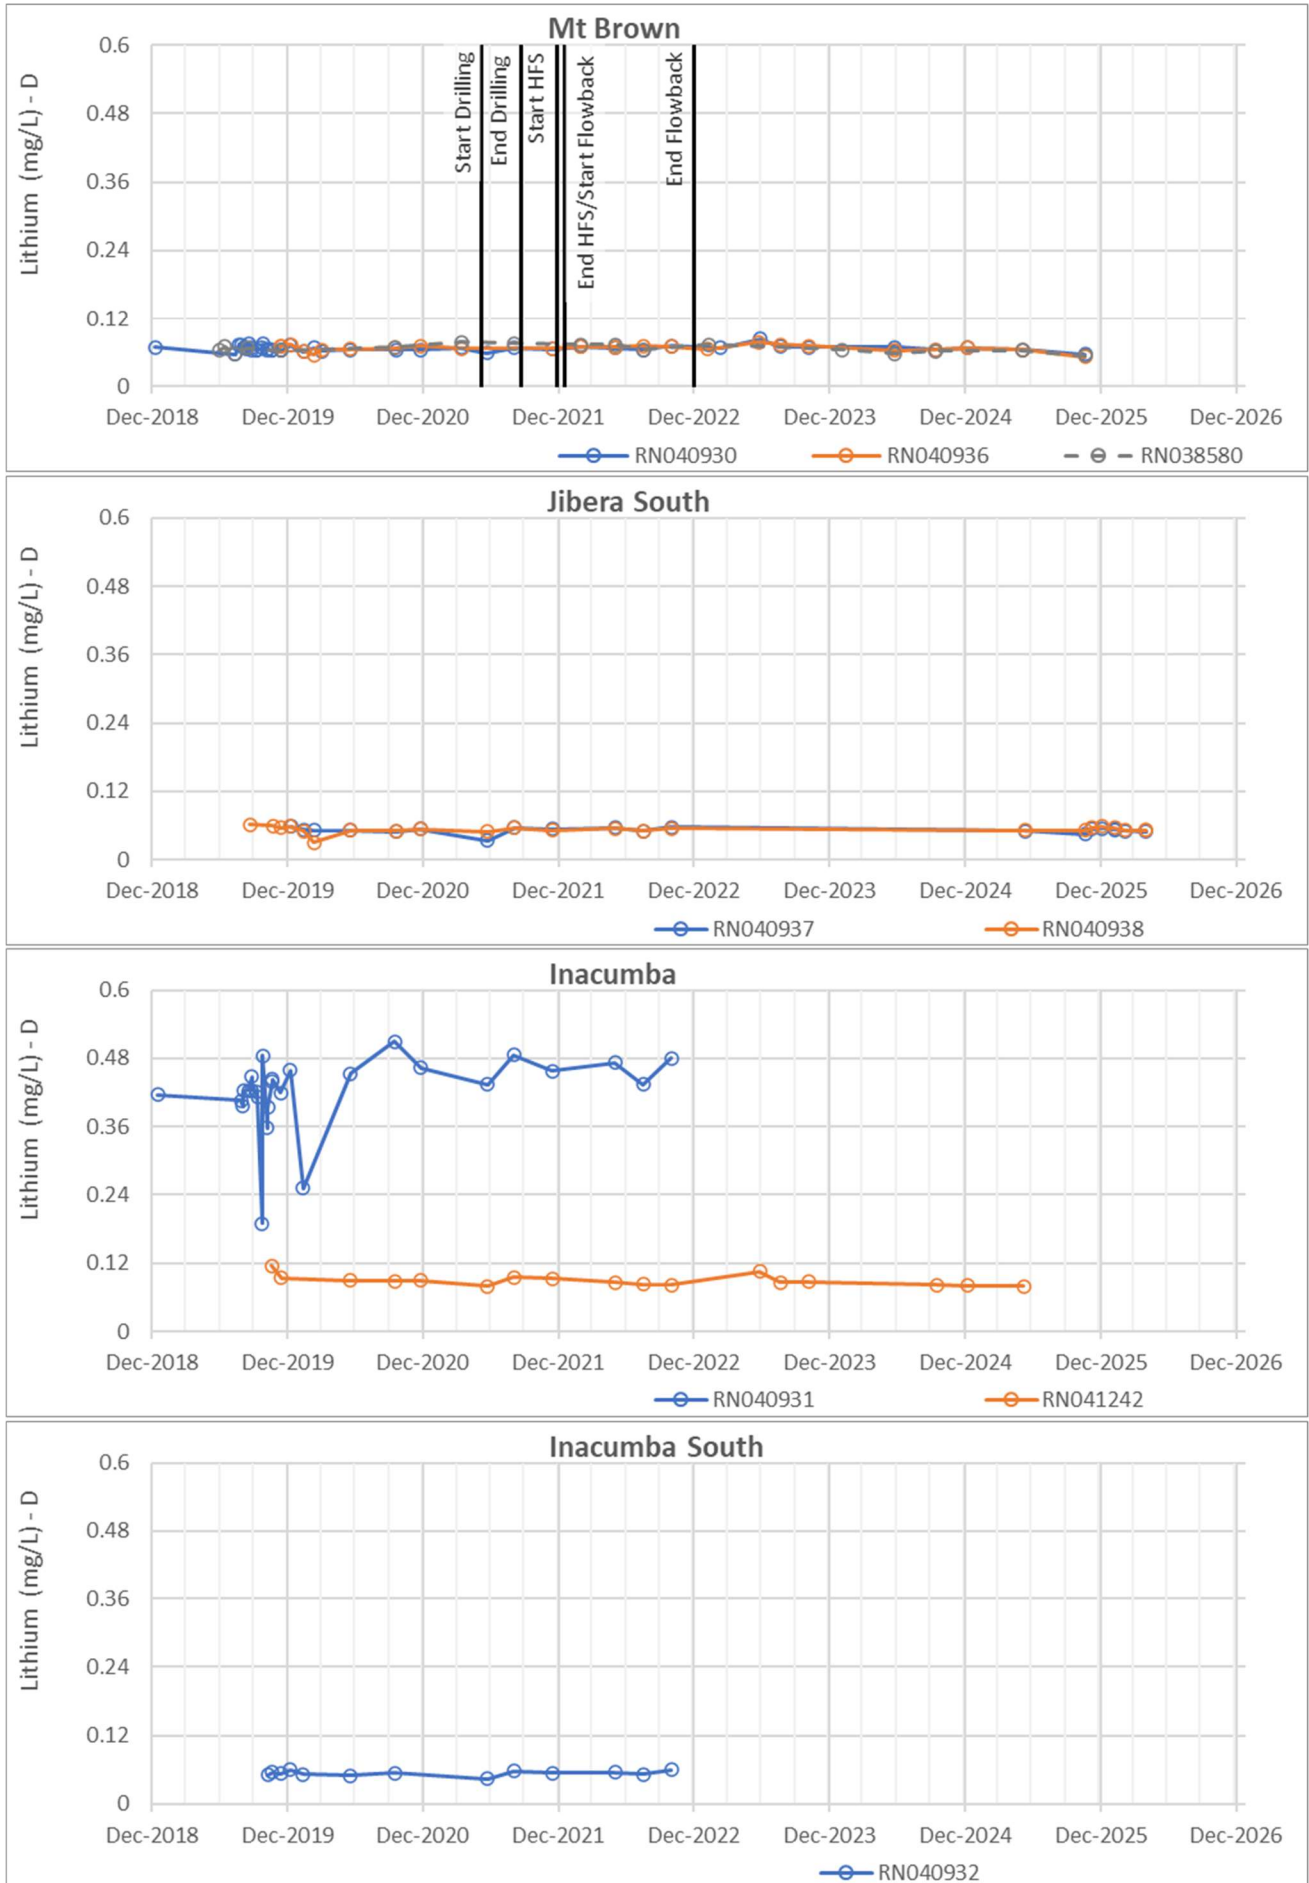 Mt Brown
Lithium (mg/L) - D
0.6
0.48
0.36
0.24
0.12
0
Start Drilling
End Drilling
Start HFS
End HFS/Start Flowback
End Flowback
Dec-2018 Dec-2019 Dec-2020 Dec-2021 Dec-2022 Dec-2023 Dec-2024 Dec-2025 Dec-2026
RN040930 RN040936 RN038580
Jibera South
Lithium (mg/L) - D
0.6
0.48
0.36
0.24
0.12
0
Dec-2018 Dec-2019 Dec-2020 Dec-2021 Dec-2022 Dec-2023 Dec-2024 Dec-2025 Dec-2026
RN040937 RN040938
Inacumba
Lithium (mg/L) - D
0.6
0.48
0.36
0.24
0.12
0
Dec-2018 Dec-2019 Dec-2020 Dec-2021 Dec-2022 Dec-2023 Dec-2024 Dec-2025 Dec-2026
RN040931 RN041242
Inacumba South
Lithium (mg/L) - D
0.6
0.48
0.36
0.24
0.12
0
Dec-2018 Dec-2019 Dec-2020 Dec-2021 Dec-2022 Dec-2023 Dec-2024 Dec-2025 Dec-2026
RN040932